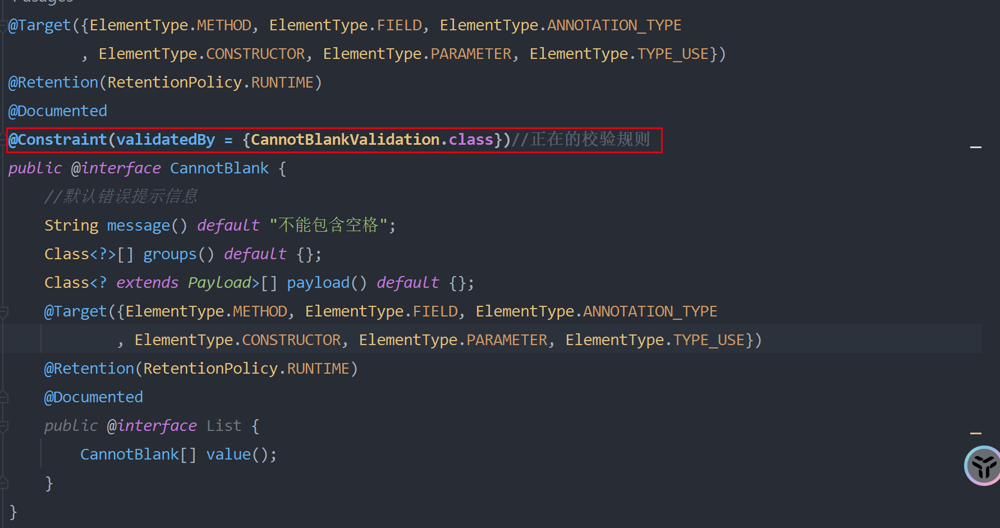 @Target({ElementType.METHOD, ElementType.FIELD, ElementType.ANNOTATION_TYPE
, ElementType.CONSTRUCTOR, ElementType.PARAMETER, ElementType.TYPE_USE})
@Retention(RetentionPolicy.RUNTIME)
@Documented
@Constraint(validatedBy = {CannotBlankValidation.class})//正在的校验规则
public @interface CannotBlank {
//默认错误提示信息
String message() default "不能包含空格";
Class<?>[] groups() default {};
Class<? extends Payload>[] payload() default {};
@Target({ElementType.METHOD, ElementType.FIELD, ElementType.ANNOTATION_TYPE
, ElementType.CONSTRUCTOR, ElementType.PARAMETER, ElementType.TYPE_USE})
@Retention(RetentionPolicy.RUNTIME)
@Documented
public @interface List {
CannotBlank[] value();
}
}